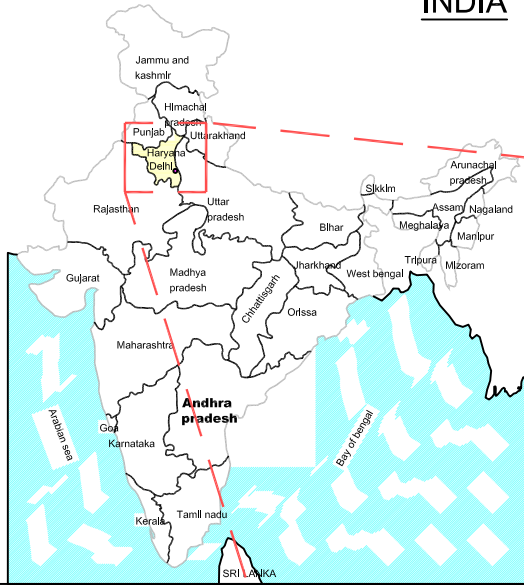 INDIA
Jammu and
kashmir
Himachal
pradesh
Punjab
Uttarakhand
Haryana
Delhi
Arunachal
pradesh
Sikkim
Rajasthan
Uttar
pradesh
Assam
Nagaland
Bihar
Meghalaya
Manipur
Jharkhand
Tripura
Mizoram
West bengal
Gujarat
Madhya
pradesh
Chhattisgarh
Orissa
Maharashtra
Andhra
pradesh
Arabian sea
Bay of bengal
Goa
Karnataka
Kerala
Tamil nadu
SRI LANKA